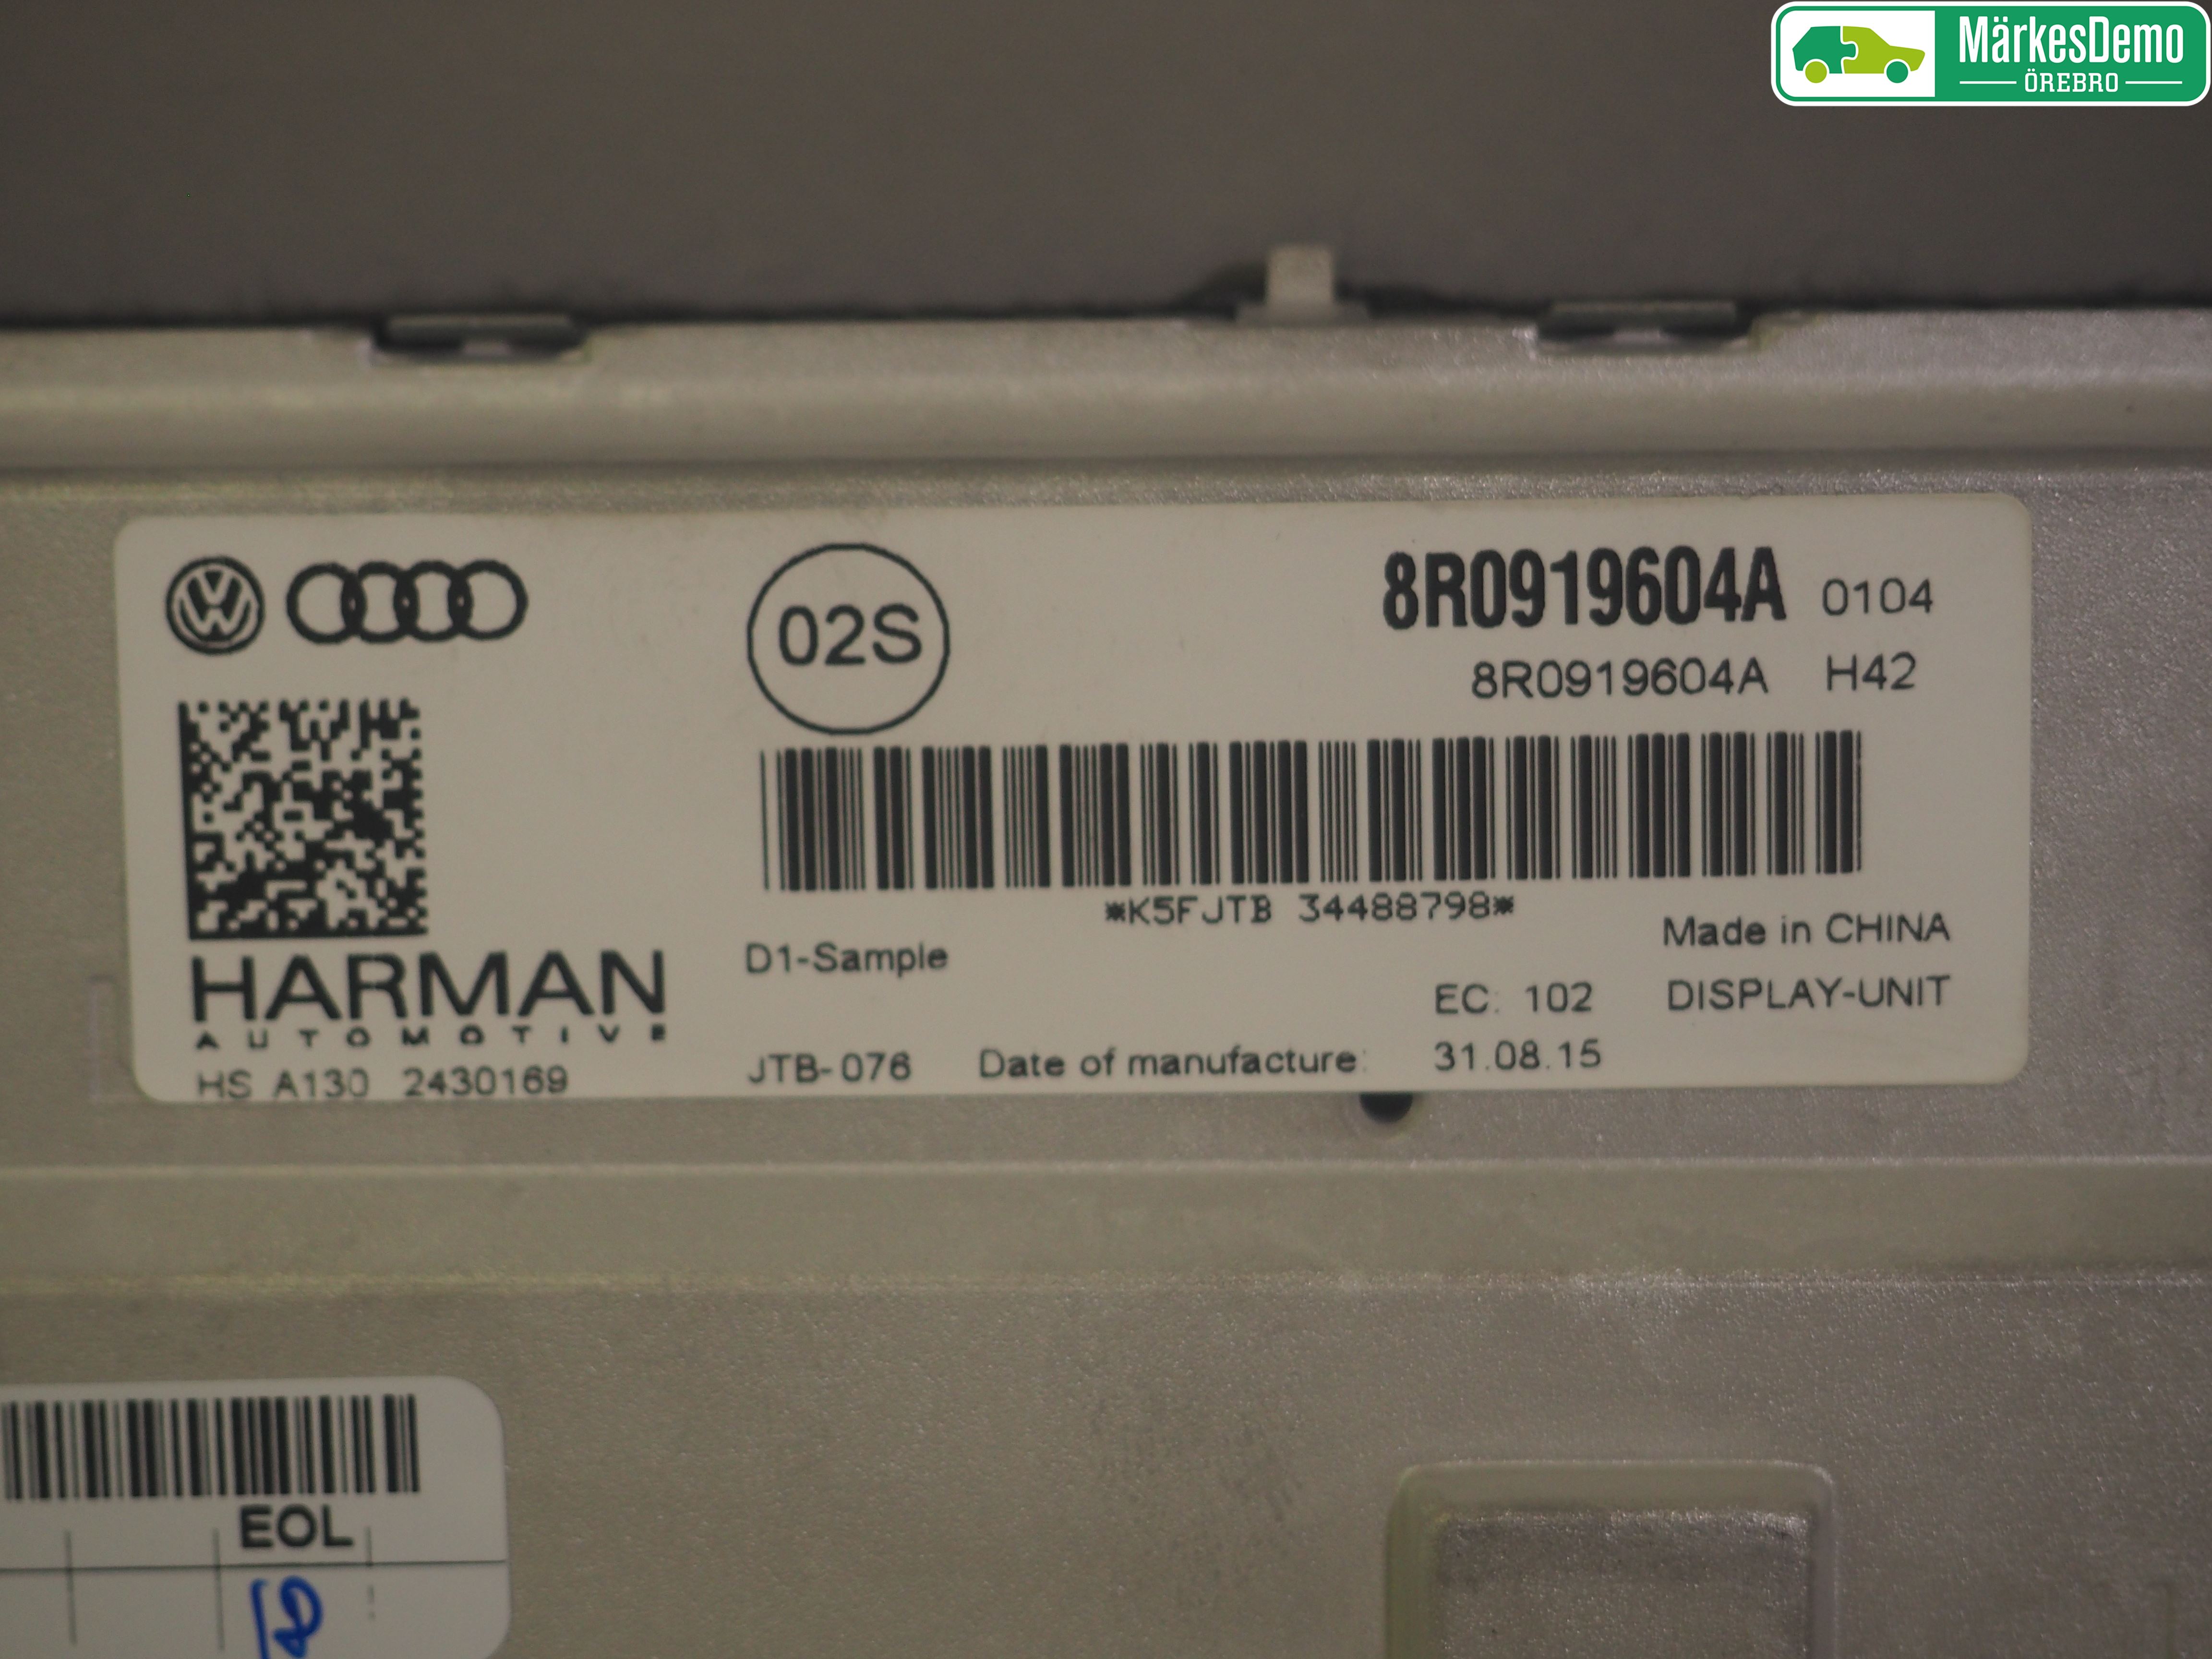 MärkesDemo
ÖREBRO
02S
8R0919604A 0104
8R0919604A H42
*K5FJTB 34488798*
Made in CHINA
D1-Sample
EC: 102 DISPLAY-UNIT
HARMAN
AUTOMOTIVE
HS A130 2430169
JTB-076 Date of manufacture: 31.08.15
EOL